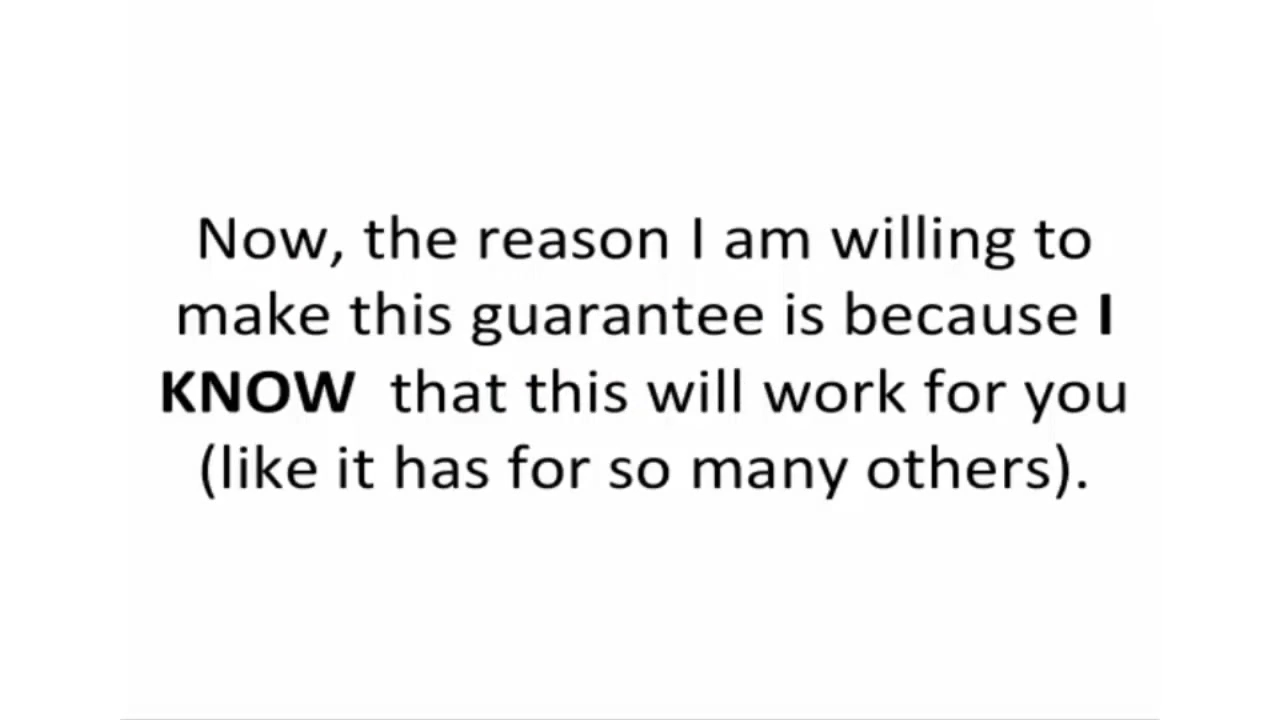 Now, the reason I am willing to
make this guarantee is because I
KNOW  that this will work for you
(like it has for so many others).